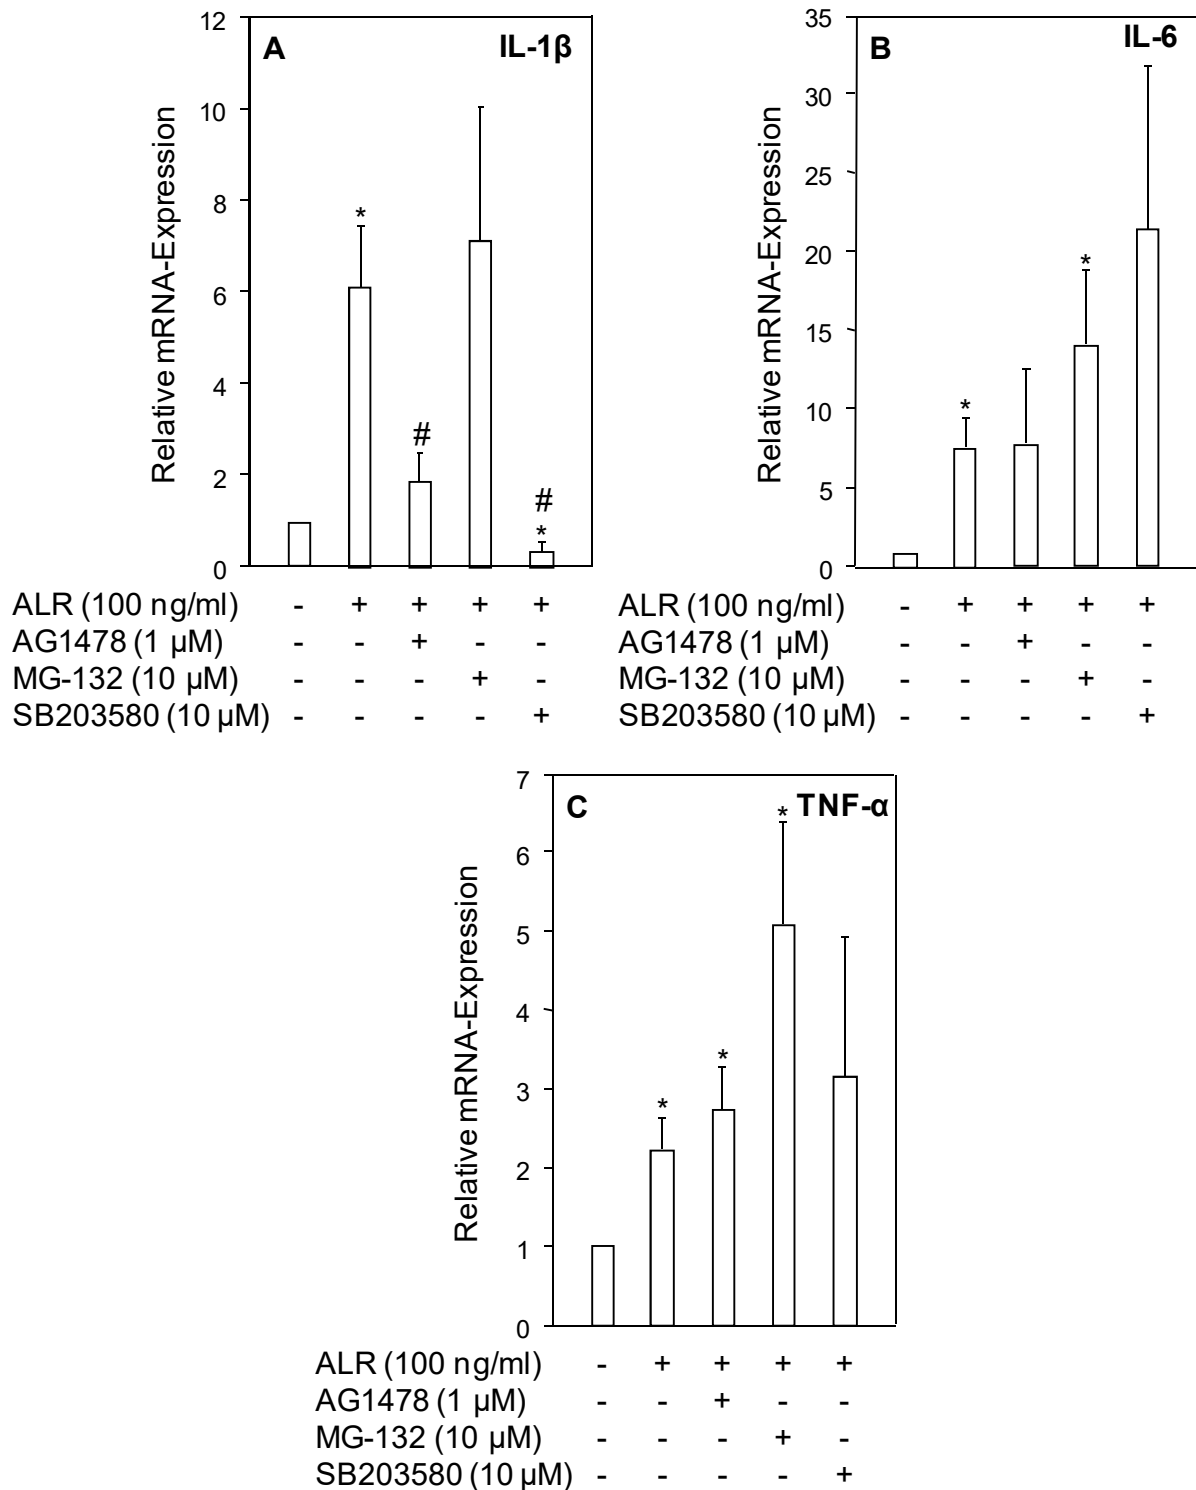 A
IL-1β
Relative mRNA-Expression
12
10
8
6
4
2
0
*
#
#
*
ALR (100 ng/ml) - + + + +
AG1478 (1 µM) - - + - -
MG-132 (10 µM) - - - + -
SB203580 (10 µM) - - - - +
B
IL-6
Relative mRNA-Expression
35
30
25
20
15
10
5
0
*
*
ALR (100 ng/ml) - + + + +
AG1478 (1 µM) - - + - -
MG-132 (10 µM) - - - + -
SB203580 (10 µM) - - - - +
C
TNF-α
Relative mRNA-Expression
7
6
5
4
3
2
1
0
*
*
*
ALR (100 ng/ml) - + + + +
AG1478 (1 µM) - - + - -
MG-132 (10 µM) - - - + -
SB203580 (10 µM) - - - - +